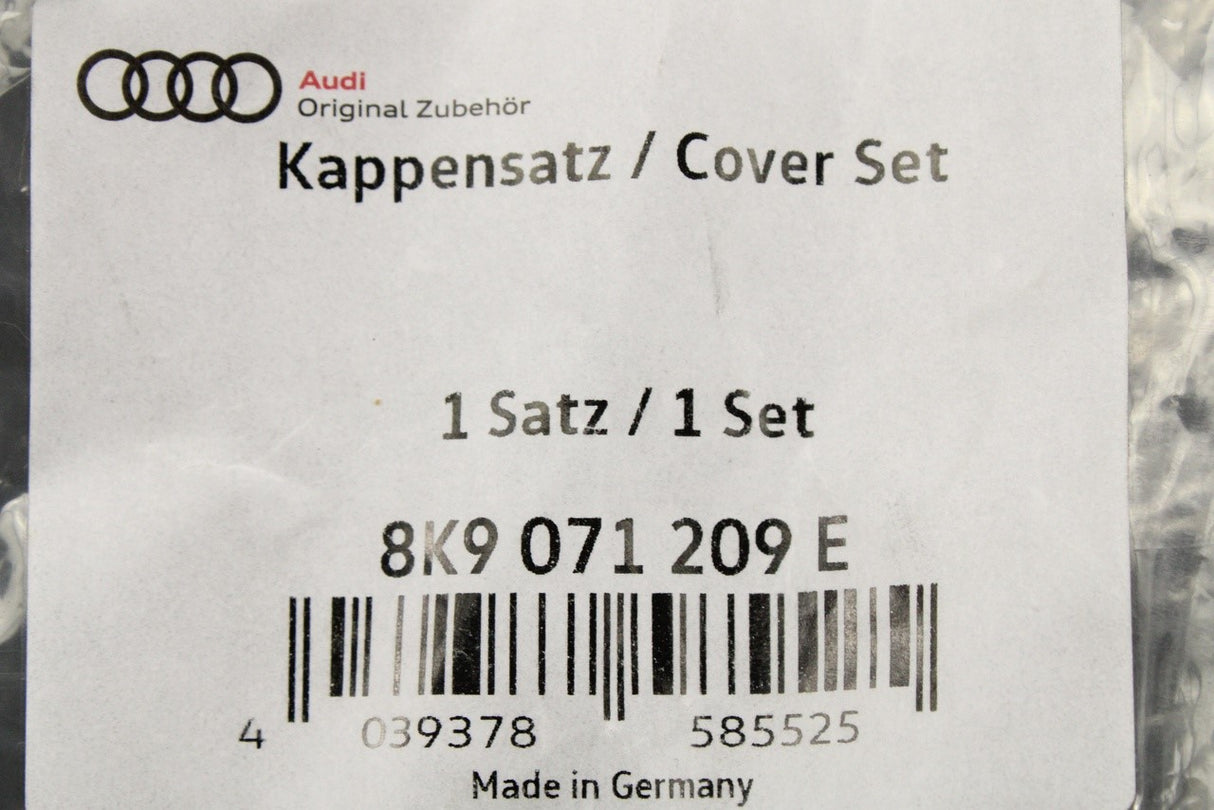 Audi
Original Zubehör
Kappensatz / Cover Set
1 Satz / 1 Set
8K9 071 209 E
4 039378 585525
Made in Germany